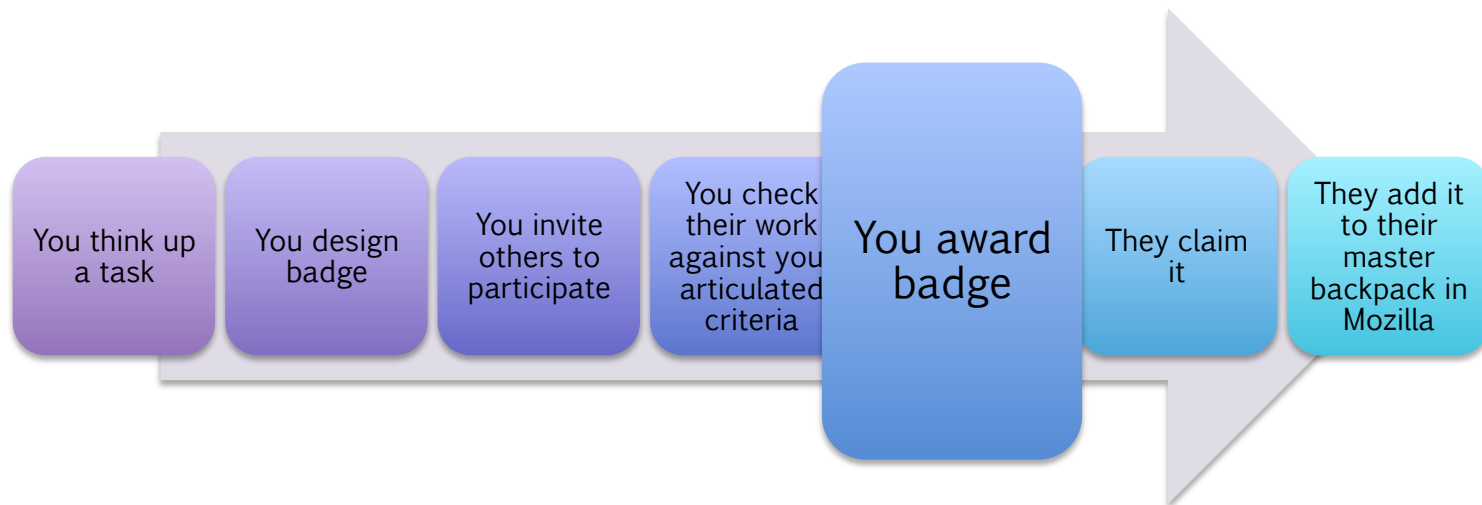 You think up
a task
You design
badge
You invite
others to
participate
You check
their work
against you
articulated
criteria
You award
badge
They claim
it
They add it
to their
master
backpack in
Mozilla